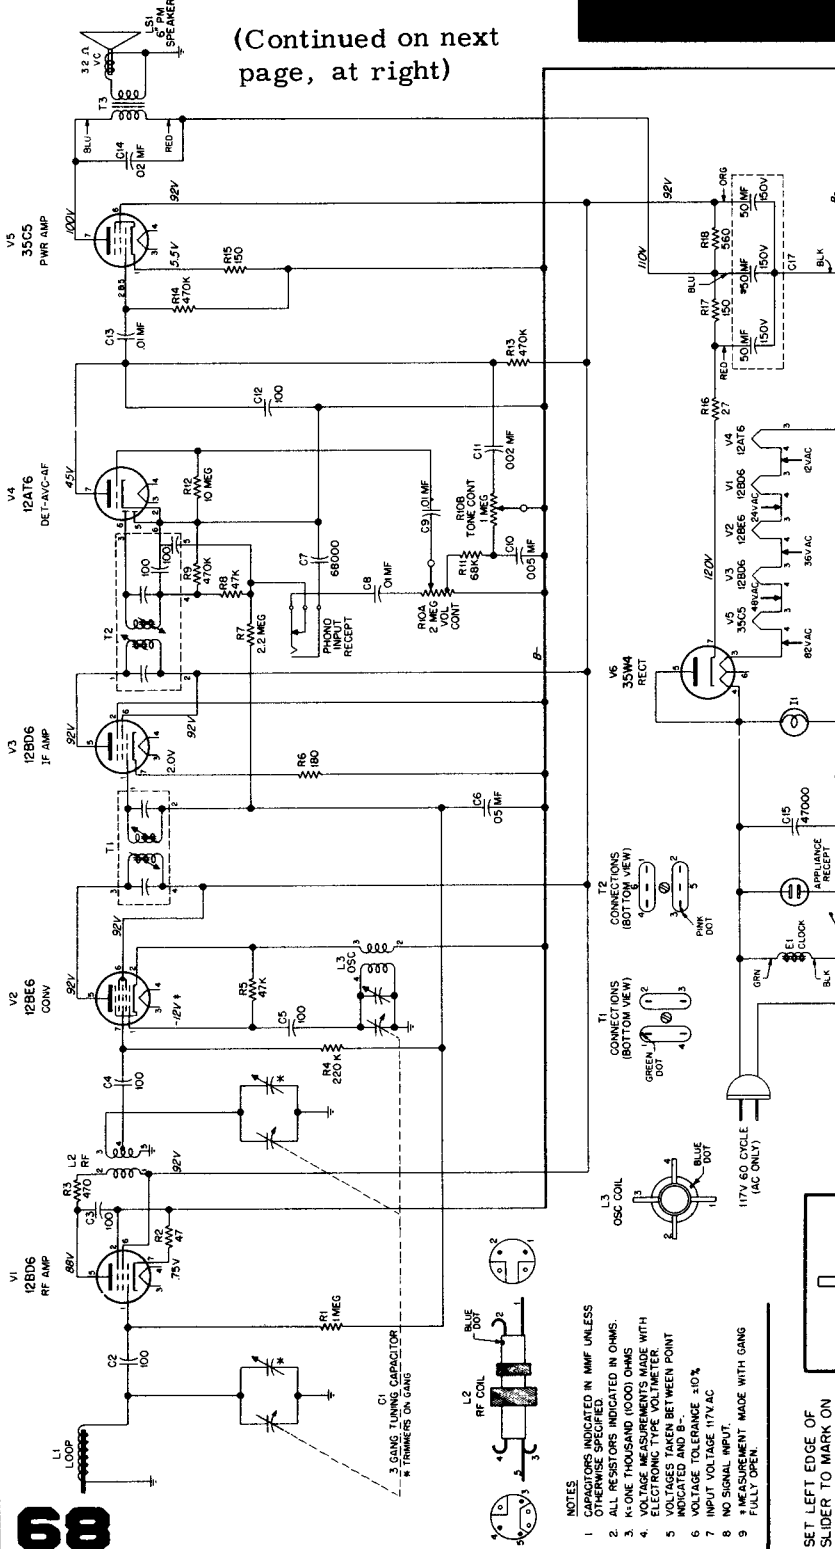 (Continued on next
page, at right)
68
L1
LOOP
C2
100
V1
12BD6
RF AMP
88V
.75V
R1
1 MEG
R2
47
R3
470
C3
100
L2
RF
92V
C1
3 GANG TUNING CAPACITOR
* TRIMMERS ON GANG
C4
100
V2
12BE6
CONV
92V
-12V *
92V
R4
220 K
R5
47K
C5
100
L3
OSC
T1
V3
12BD6
IF AMP
92V
2.0V
92V
R6
180
C6
.05 MF
T2
100
100
R7
2.2 MEG
R8
47K
R9
470K
R12
10 MEG
V4
12AT6
DET-AVC-AF
45V
PHONO
INPUT
RECEPT
C7
68000
C8
.01 MF
C9
.01 MF
R10A
2 MEG
VOL
CONT
R11
68K
R10B
TONE CONT
1 MEG
C10
.005 MF
C11
.002 MF
C12
100
R13
470K
C13
.01 MF
V5
35C5
PWR AMP
100V
2 & 5
5.5V
92V
R14
470K
R15
150
C14
.02 MF
BLU
RED
T3
3.2 Ω
VC
LS1
6" PM
SPEAKER
B-
110V
92V
V6
35W4
RECT
120V
R16
27
R17
150
R18
560
RED
BLU
ORG
50 MF
150V
50 MF
150V
50 MF
150V
C17
BLK
B-
V5
35C5
V3
12BD6
V2
12BE6
V1
12BD6
V4
12AT6
82VAC
48VAC
36VAC
24VAC
12VAC
I1
C15
47000
APPLIANCE
RECEPT
E1
CLOCK
GRN
BLK
117V 60 CYCLE
(AC ONLY)
T2
CONNECTIONS
(BOTTOM VIEW)
PINK
DOT
T1
CONNECTIONS
(BOTTOM VIEW)
GREEN
DOT
L3
OSC COIL
BLUE
DOT
L2
RF COIL
BLUE
DOT
NOTES
1 CAPACITORS INDICATED IN MMF UNLESS
OTHERWISE SPECIFIED.
2. ALL RESISTORS INDICATED IN OHMS.
3. K=ONE THOUSAND (1000) OHMS
4. VOLTAGE MEASUREMENTS MADE WITH
ELECTRONIC TYPE VOLTMETER.
5 VOLTAGES TAKEN BETWEEN POINT
INDICATED AND B-.
6 VOLTAGE TOLERANCE ±10%
7 INPUT VOLTAGE 117V. AC
8 NO SIGNAL INPUT.
9 * MEASUREMENT MADE WITH GANG
FULLY OPEN.
SET LEFT EDGE OF
SLIDER TO MARK ON